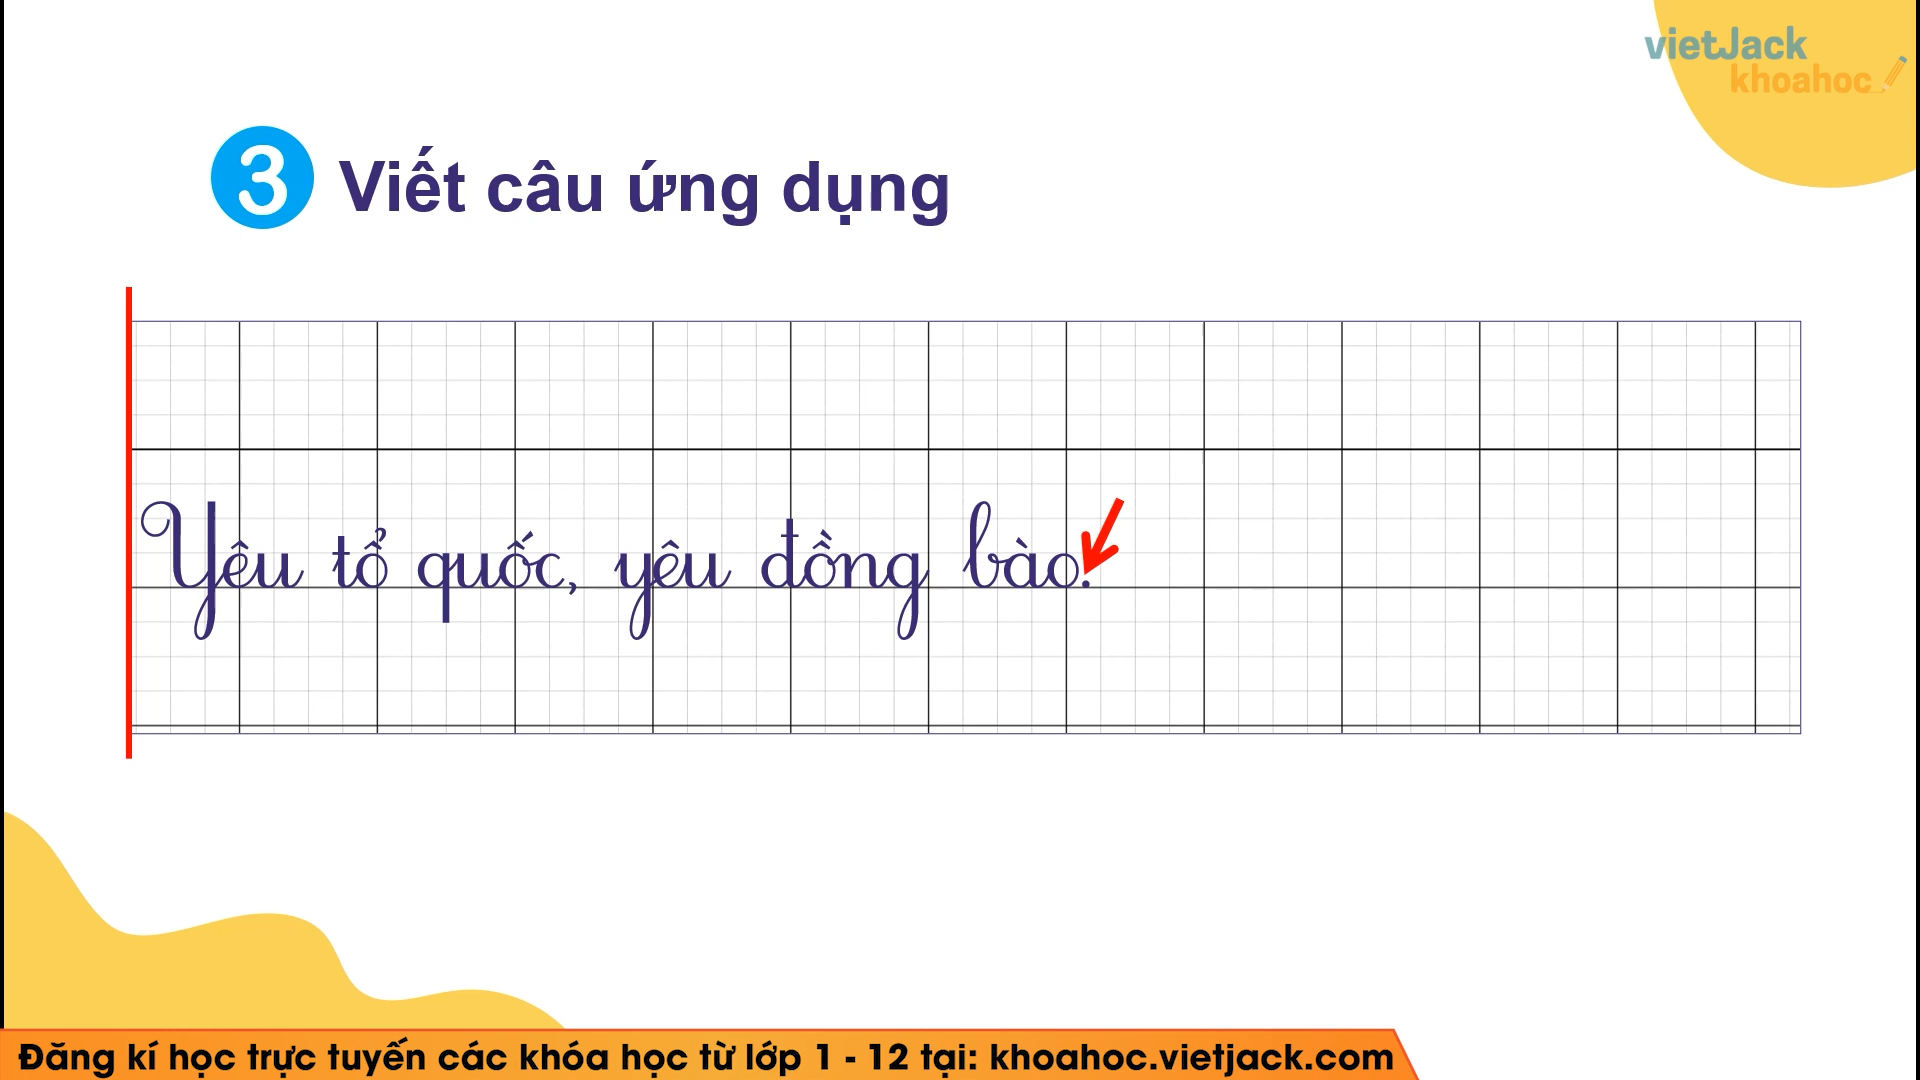 vietJack
khoahoc
3 Viết câu ứng dụng
Yêu tổ quốc, yêu đồng bào.
Đăng kí học trực tuyến các khóa học từ lớp 1 - 12 tại: khoahoc.vietjack.com